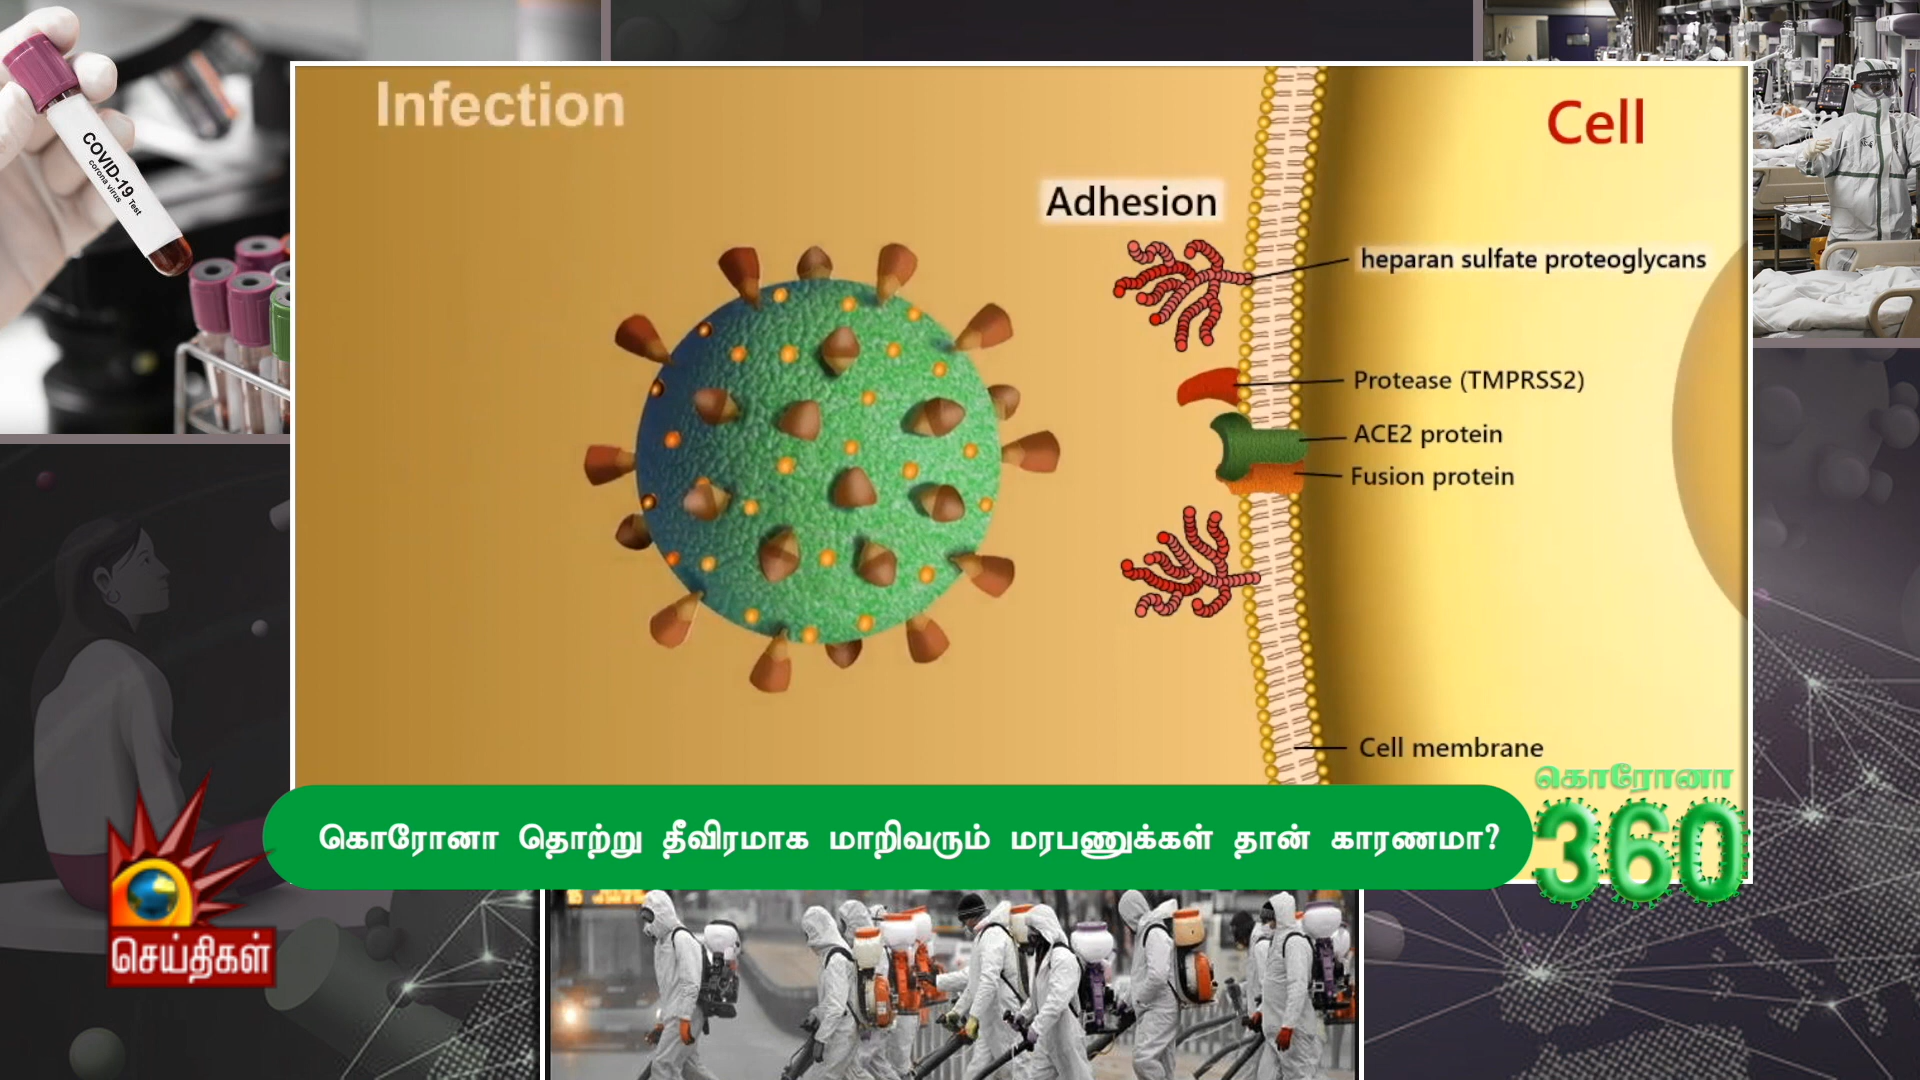 Infection
Cell
Adhesion
heparan sulfate proteoglycans
Protease (TMPRSS2)
ACE2 protein
Fusion protein
Cell membrane
COVID-19 Test
corona virus
கொரோனா
360
கொரோனா தொற்று தீவிரமாக மாறிவரும் மரபணுக்கள் தான் காரணமா?
செய்திகள்